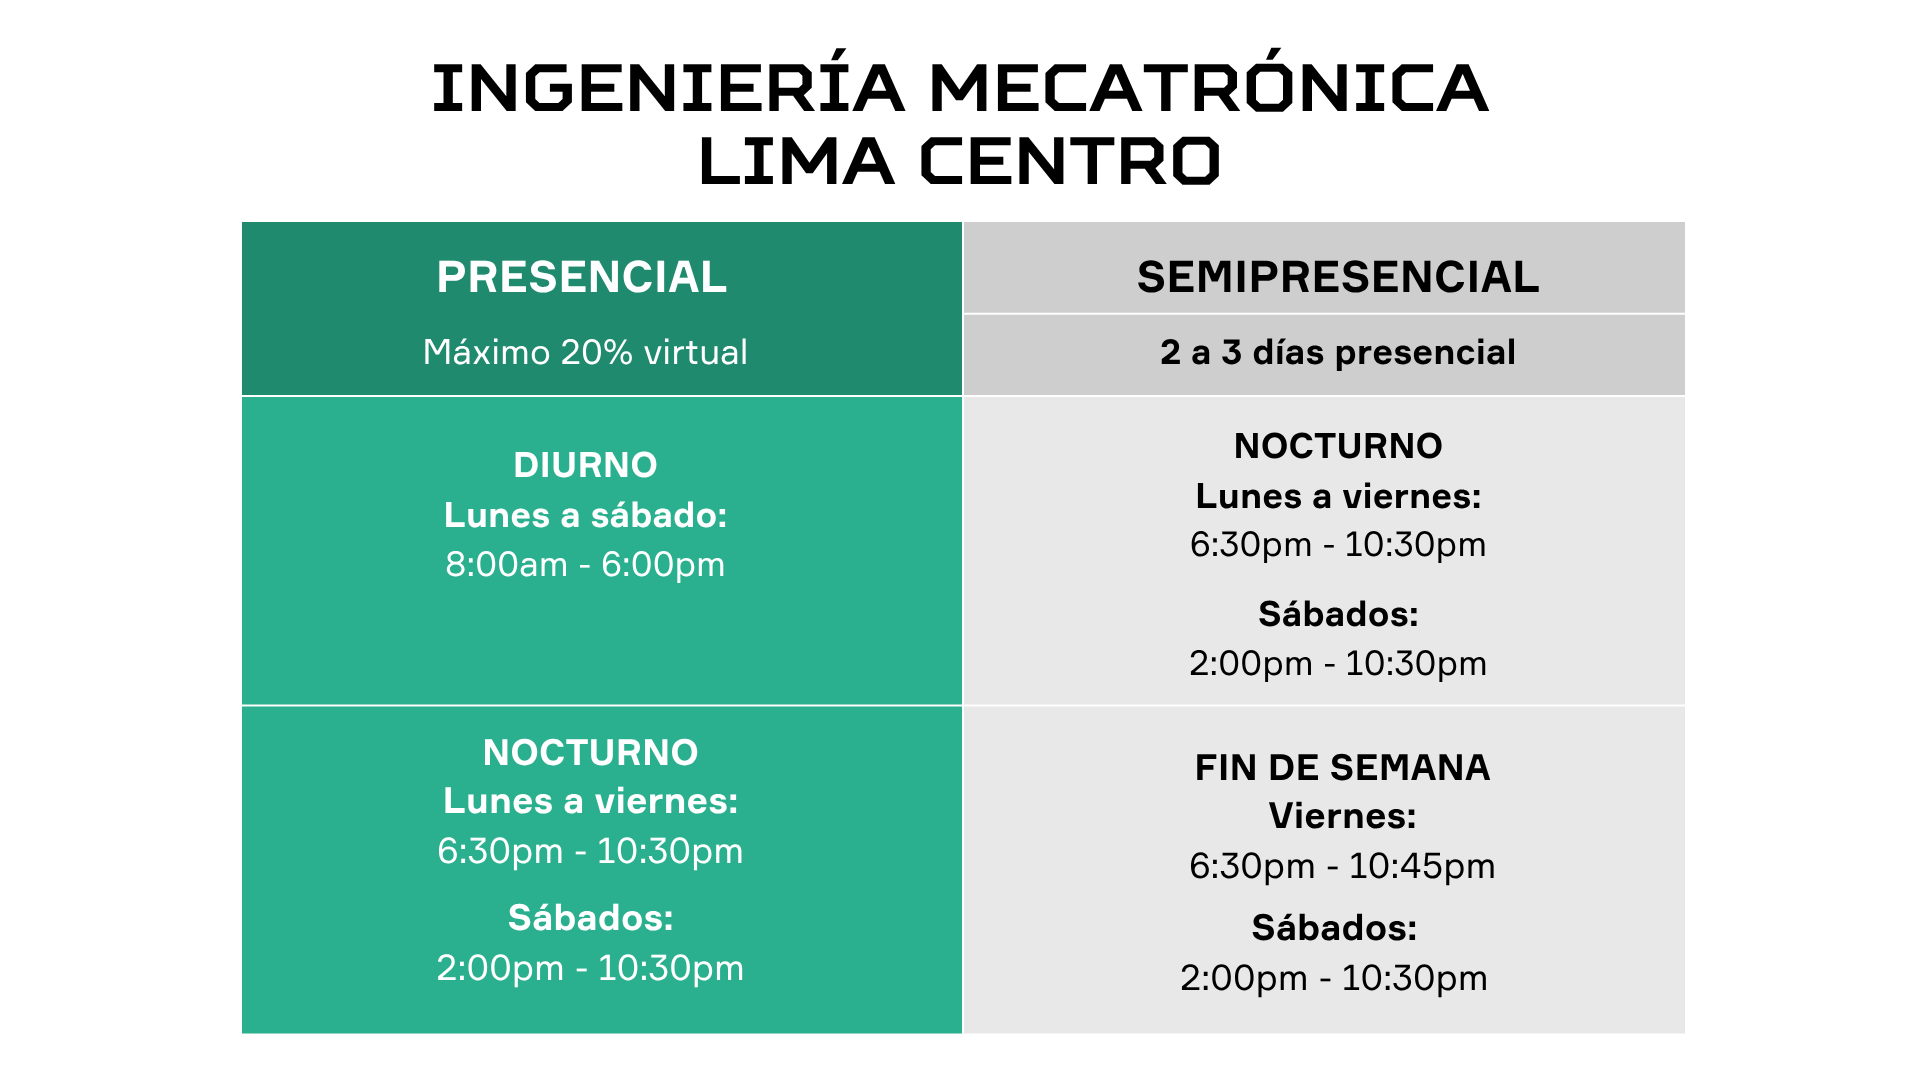 INGENIERÍA MECATRÓNICA
LIMA CENTRO
PRESENCIAL
Máximo 20% virtual
SEMIPRESENCIAL
2 a 3 días presencial
DIURNO
Lunes a sábado:
8:00am - 6:00pm
NOCTURNO
Lunes a viernes:
6:30pm - 10:30pm
Sábados:
2:00pm - 10:30pm
NOCTURNO
Lunes a viernes:
6:30pm - 10:30pm
Sábados:
2:00pm - 10:30pm
FIN DE SEMANA
Viernes:
6:30pm - 10:45pm
Sábados:
2:00pm - 10:30pm